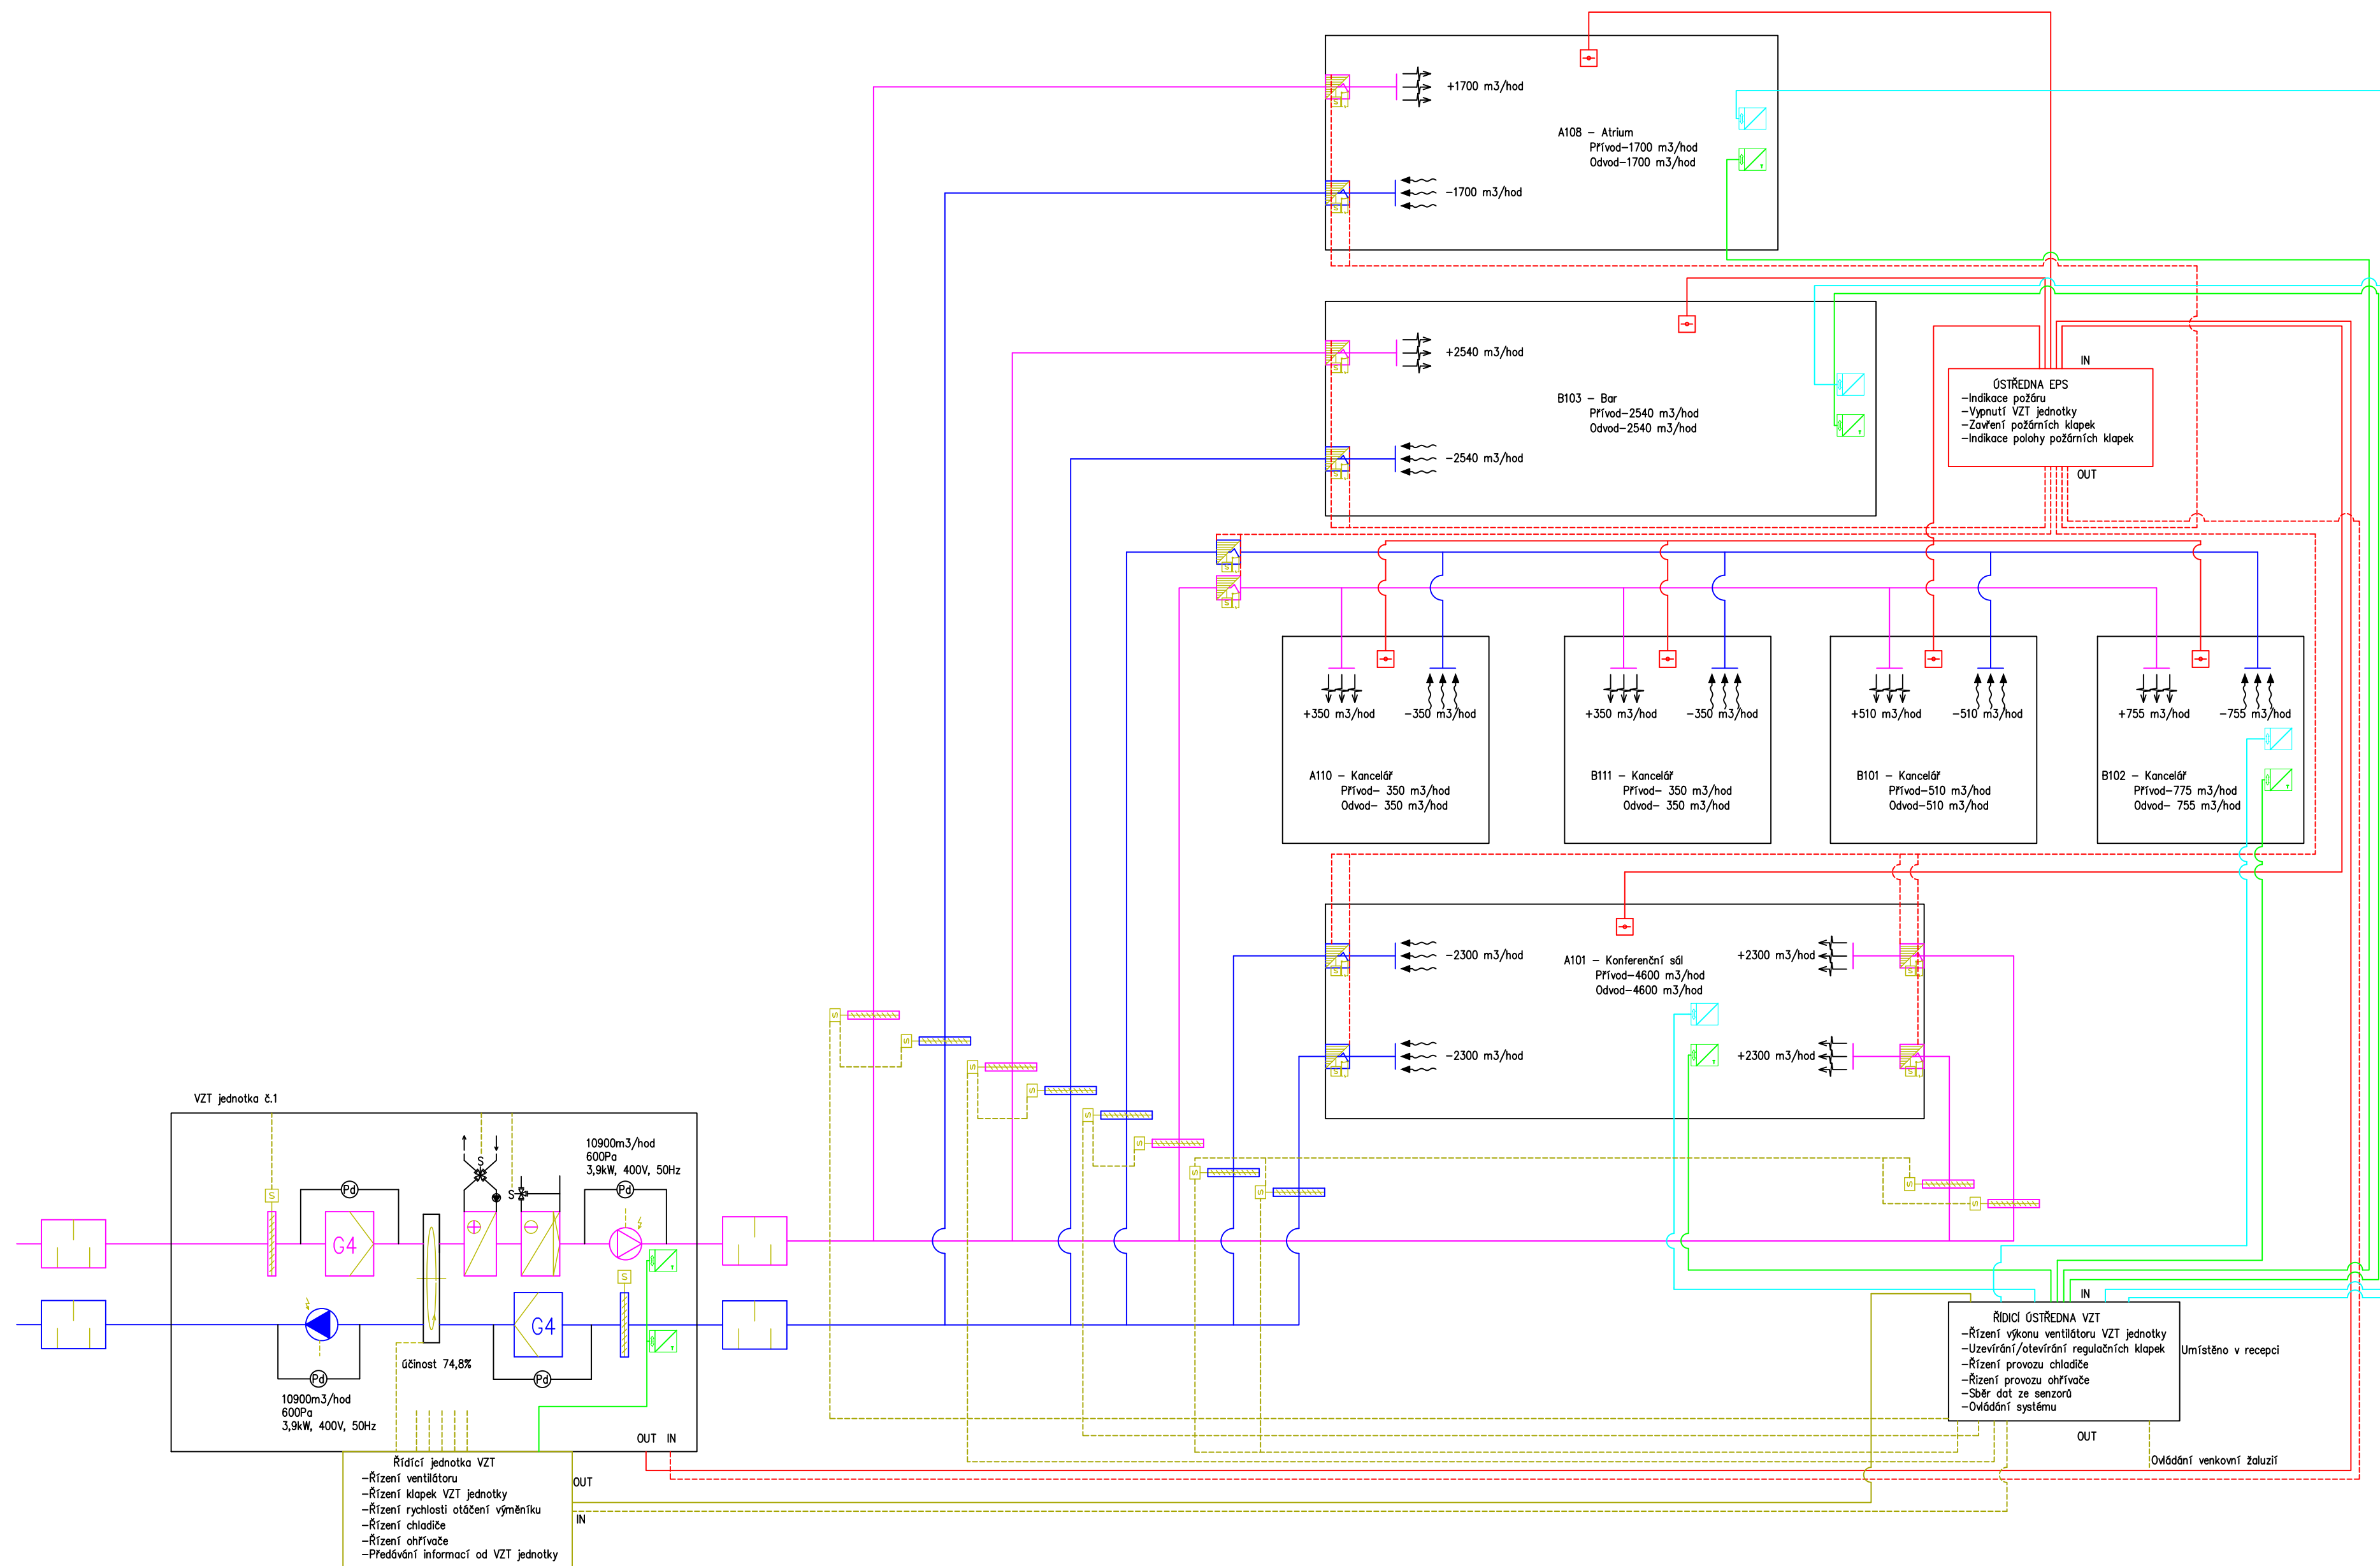 +1700 m3/hod
A108 – Atrium
Přívod–1700 m3/hod
Odvod–1700 m3/hod
–1700 m3/hod
S
S
+2540 m3/hod
B103 – Bar
Přívod–2540 m3/hod
Odvod–2540 m3/hod
–2540 m3/hod
S
S
IN
ÚSTŘEDNA EPS
–Indikace požáru
–Vypnutí VZT jednotky
–Zavření požárních klapek
–Indikace polohy požárních klapek
OUT
S
S
+350 m3/hod
–350 m3/hod
A110 – Kancelář
Přívod– 350 m3/hod
Odvod– 350 m3/hod
+350 m3/hod
–350 m3/hod
B111 – Kancelář
Přívod– 350 m3/hod
Odvod– 350 m3/hod
+510 m3/hod
–510 m3/hod
B101 – Kancelář
Přívod–510 m3/hod
Odvod–510 m3/hod
+755 m3/hod
–755 m3/hod
B102 – Kancelář
Přívod–775 m3/hod
Odvod– 755 m3/hod
–2300 m3/hod
A101 – Konferenční sál
Přívod–4600 m3/hod
Odvod–4600 m3/hod
+2300 m3/hod
–2300 m3/hod
+2300 m3/hod
S
S
S
S
S
S
S
S
S
S
S
S
S
S
VZT jednotka č.1
10900m3/hod
600Pa
3,9kW, 400V, 50Hz
S
S
S
Pd
Pd
G4
S
G4
účinost 74,8%
Pd
Pd
10900m3/hod
600Pa
3,9kW, 400V, 50Hz
OUT IN
Řídící jednotka VZT
–Řízení ventilátoru
–Řízení klapek VZT jednotky
–Řízení rychlosti otáčení výměníku
–Řízení chladiče
–Řízení ohřívače
–Předávání informací od VZT jednotky
OUT
IN
IN
ŘÍDICÍ ÚSTŘEDNA VZT
–Řízení výkonu ventilátoru VZT jednotky
–Uzevírání/otevírání regulačních klapek
–Řízení provozu chladiče
–Řizení provozu ohřívače
–Sběr dat ze senzorů
–Ovládání systému
Umístěno v recepci
OUT
Ovládání venkovní žaluzií